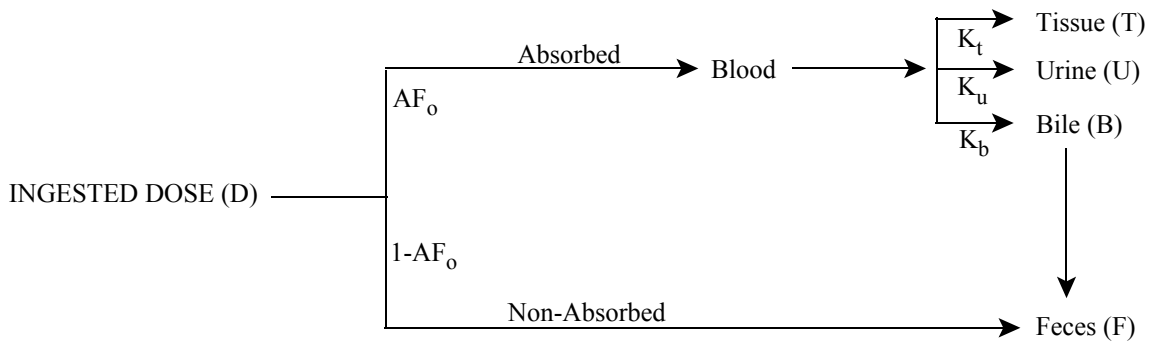 Tissue (T)
K_t
Absorbed
Blood
Urine (U)
AF_o
K_u
Bile (B)
K_b
INGESTED DOSE (D)
1-AF_o
Non-Absorbed
Feces (F)